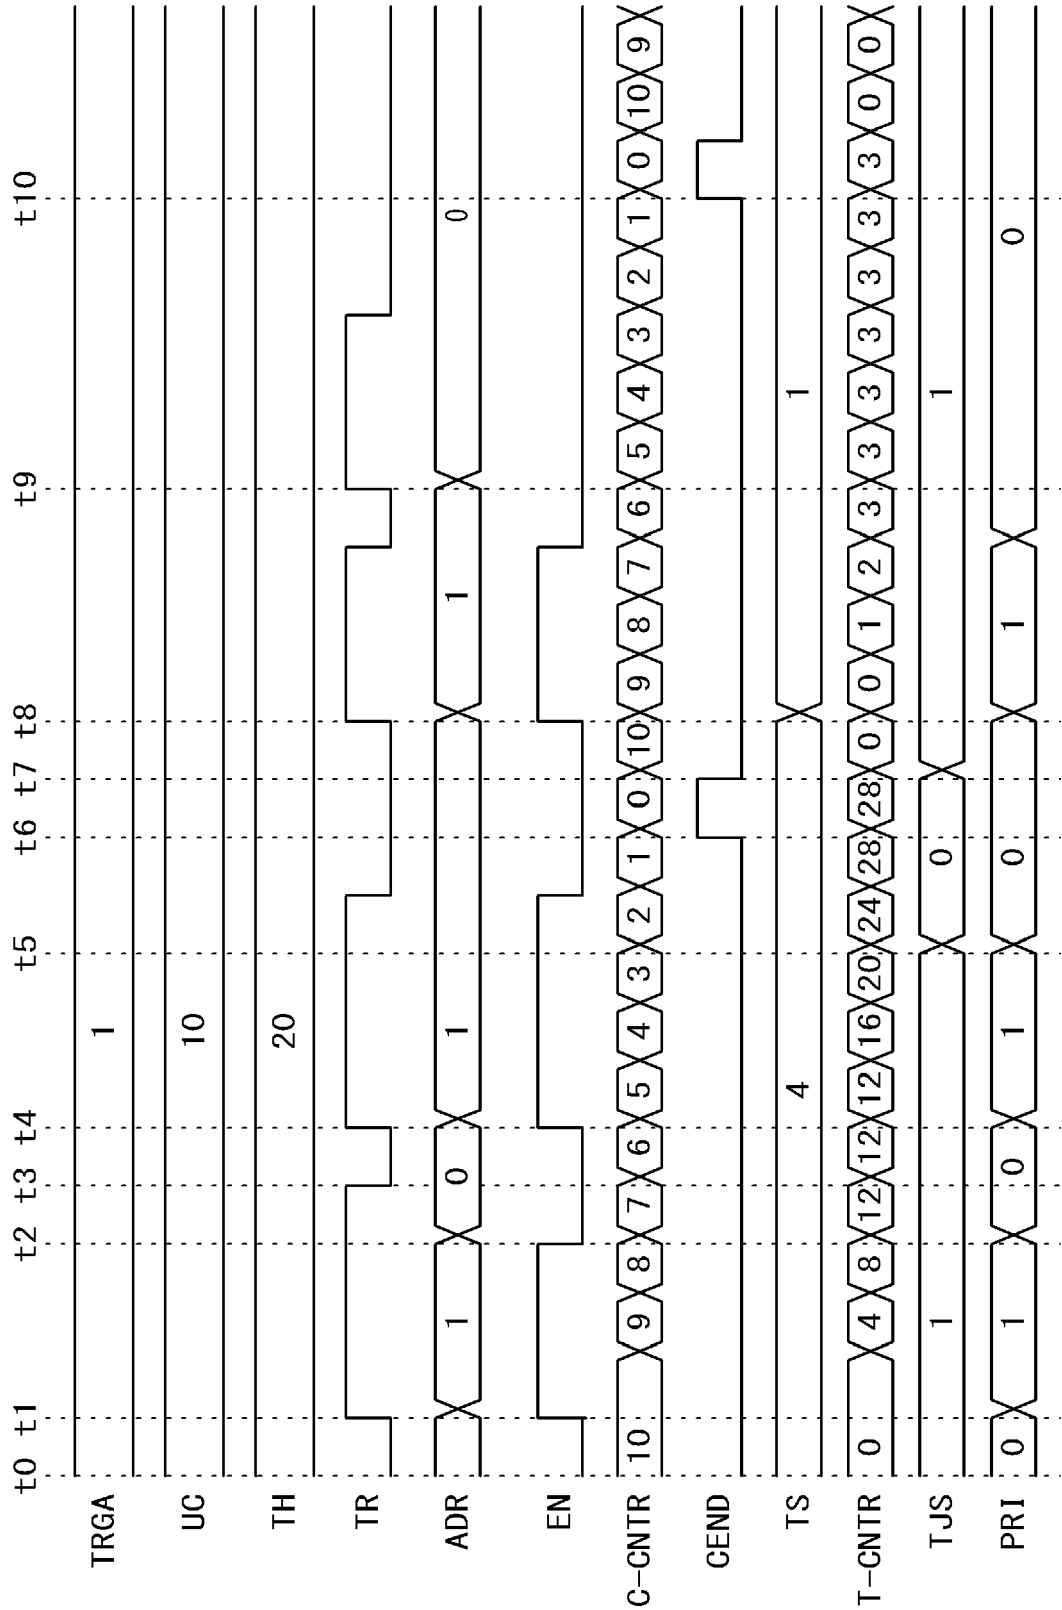 t0 t1 t2 t3 t4 t5 t6 t7 t8 t9 t10
TRGA 1
UC 10
TH 20
TR
ADR 1 0 1 1 0
EN
C-CNTR 10 9 8 7 6 5 4 3 2 1 0 10 9 8 7 6 5 4 3 2 1 0 10 9
CEND
TS 4 1
T-CNTR 0 4 8 12 12 12 16 20 24 28 28 0 0 1 2 3 3 3 3 3 3 3 0 0
TJS 1 0 1
PRI 0 1 0 1 0 1 0